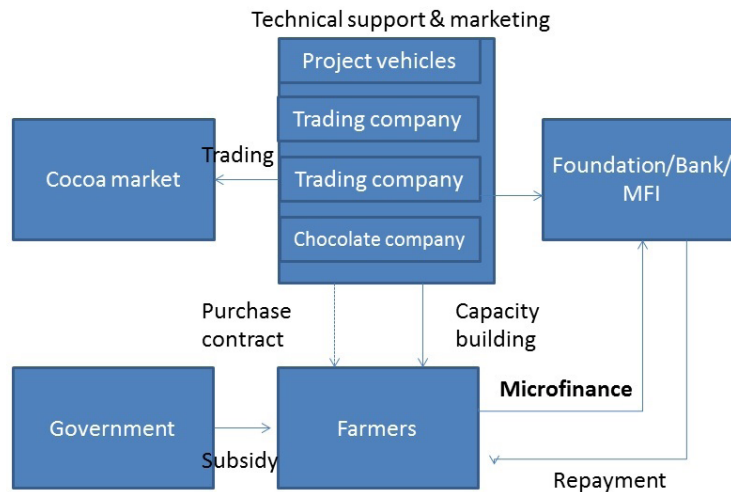 Technical support & marketing
Project vehicles
Trading company
Trading
Cocoa market
Trading company
Foundation/Bank/
MFI
Chocolate company
Purchase
contract
Capacity
building
Microfinance
Government
Farmers
Subsidy
Repayment